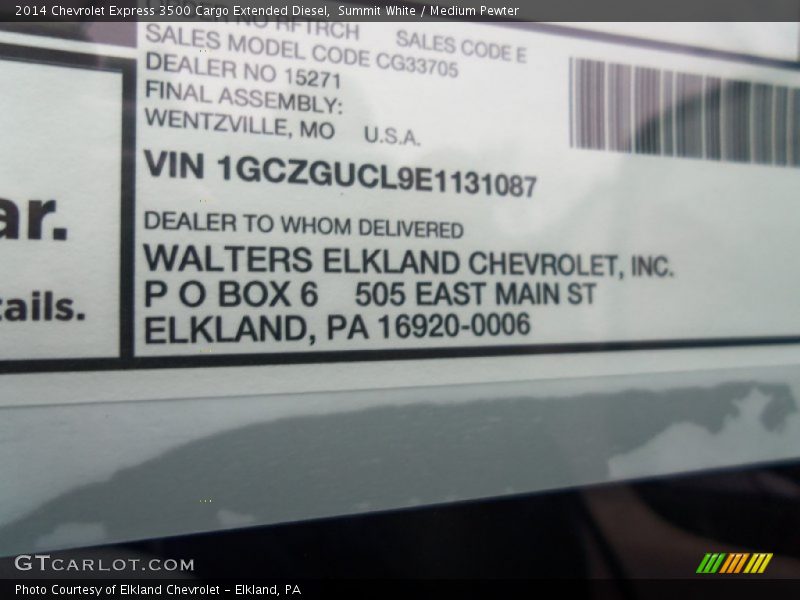 2014 Chevrolet Express 3500 Cargo Extended Diesel, Summit White / Medium Pewter
NO RFTRCH SALES CODE E
SALES MODEL CODE CG33705
DEALER NO 15271
FINAL ASSEMBLY:
WENTZVILLE, MO U.S.A.
VIN 1GCZGUCL9E1131087
ar.
DEALER TO WHOM DELIVERED
WALTERS ELKLAND CHEVROLET, INC.
tails.
P O BOX 6 505 EAST MAIN ST
ELKLAND, PA 16920-0006
GTcarlot.com
Photo Courtesy of Elkland Chevrolet - Elkland, PA